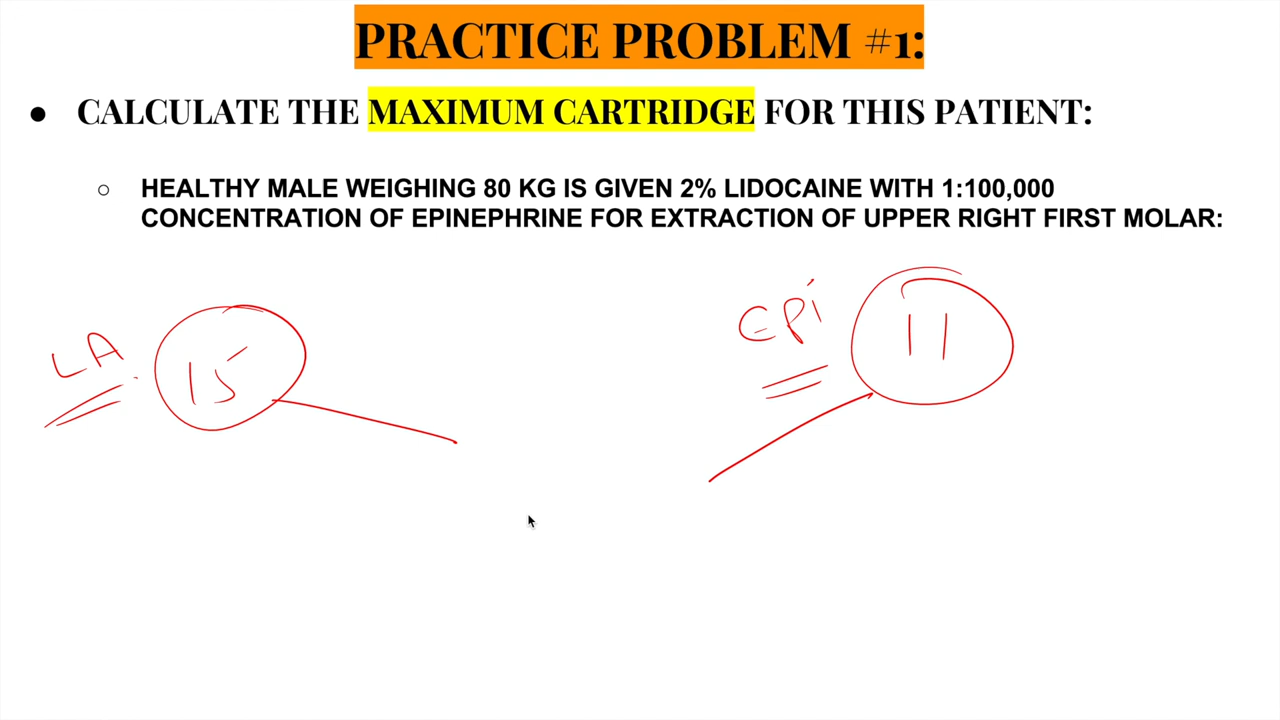 PRACTICE PROBLEM #1:
● CALCULATE THE MAXIMUM CARTRIDGE FOR THIS PATIENT:
○ HEALTHY MALE WEIGHING 80 KG IS GIVEN 2% LIDOCAINE WITH 1:100,000
CONCENTRATION OF EPINEPHRINE FOR EXTRACTION OF UPPER RIGHT FIRST MOLAR:
LA 15
EPi 11